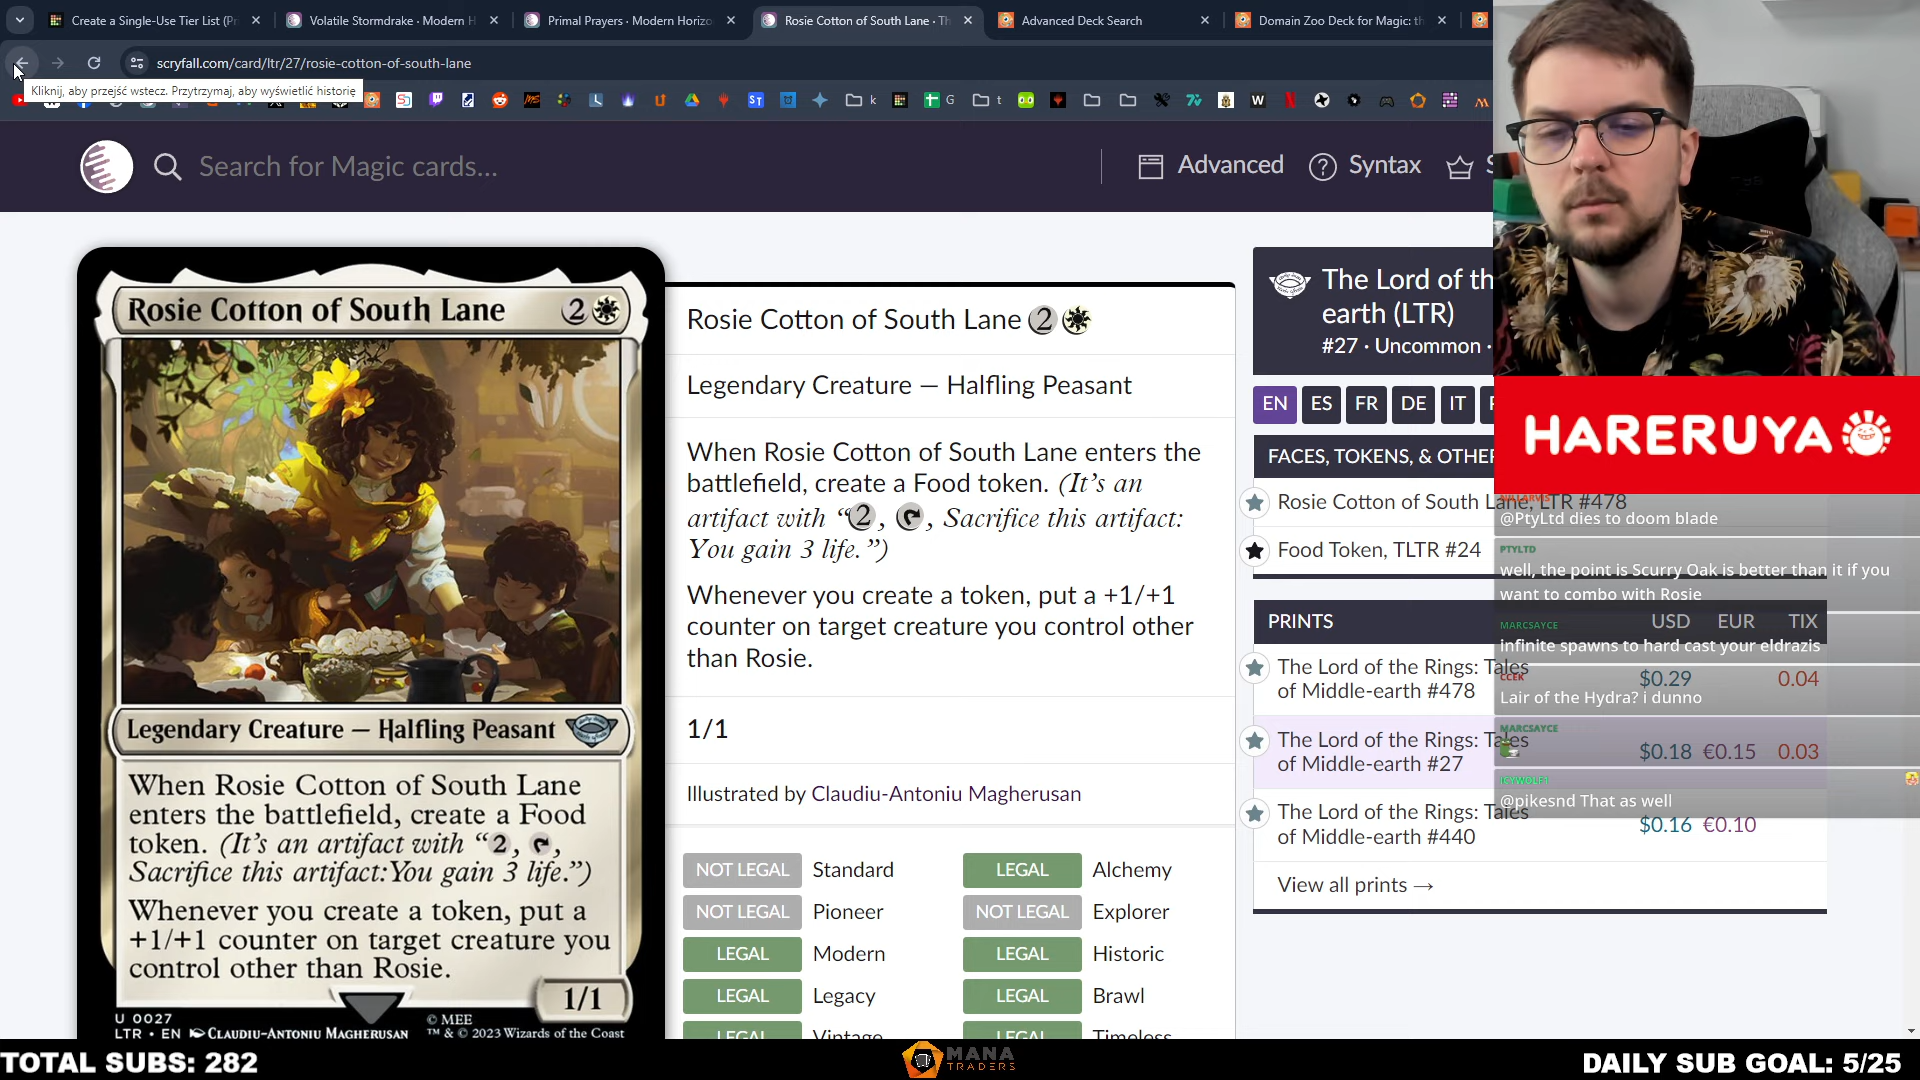 Create a Single-Use Tier List (Pr
Volatile Stormdrake · Modern H
Primal Prayers · Modern Horizo
Rosie Cotton of South Lane · Th
Advanced Deck Search
Domain Zoo Deck for Magic: th
scryfall.com/card/ltr/27/rosie-cotton-of-south-lane
Kliknij, aby przejść wstecz. Przytrzymaj, aby wyświetlić historię
k
G
t
Search for Magic cards...
Advanced
Syntax
S
Rosie Cotton of South Lane 2
Legendary Creature — Halfling Peasant
When Rosie Cotton of South Lane
enters the battlefield, create a Food
token. (It's an artifact with “2, ,
Sacrifice this artifact:You gain 3 life.”)
Whenever you create a token, put a
+1/+1 counter on target creature you
control other than Rosie.
1/1
U 0027
LTR • EN Claudiu-Antoniu Magherusan
© MEE
™ & © 2023 Wizards of the Coast
Rosie Cotton of South Lane 2
Legendary Creature — Halfling Peasant
When Rosie Cotton of South Lane enters the
battlefield, create a Food token. (It's an
artifact with “2, , Sacrifice this artifact:
You gain 3 life.”)
Whenever you create a token, put a +1/+1
counter on target creature you control other
than Rosie.
1/1
Illustrated by Claudiu-Antoniu Magherusan
NOT LEGAL Standard LEGAL Alchemy
NOT LEGAL Pioneer NOT LEGAL Explorer
LEGAL Modern LEGAL Historic
LEGAL Legacy LEGAL Brawl
LEGAL Vintage LEGAL Timeless
The Lord of th
earth (LTR)
#27 · Uncommon ·
EN ES FR DE IT
FACES, TOKENS, & OTHER
Rosie Cotton of South Lane, LTR #478
Food Token, TLTR #24
PRINTS USD EUR TIX
The Lord of the Rings: Tales
of Middle-earth #478
$0.29 0.04
The Lord of the Rings: Tales
of Middle-earth #27
$0.18 €0.15 0.03
The Lord of the Rings: Tales
of Middle-earth #440
$0.16 €0.10
View all prints →
HARERUYA
@PtyLtd dies to doom blade
PTYLTD
well, the point is Scurry Oak is better than it if you
want to combo with Rosie
MARCSAYCE
infinite spawns to hard cast your eldrazis
CCEK
Lair of the Hydra? i dunno
MARCSAYCE
@pikesnd That as well
TOTAL SUBS: 282
MANA
TRADERS
DAILY SUB GOAL: 5/25